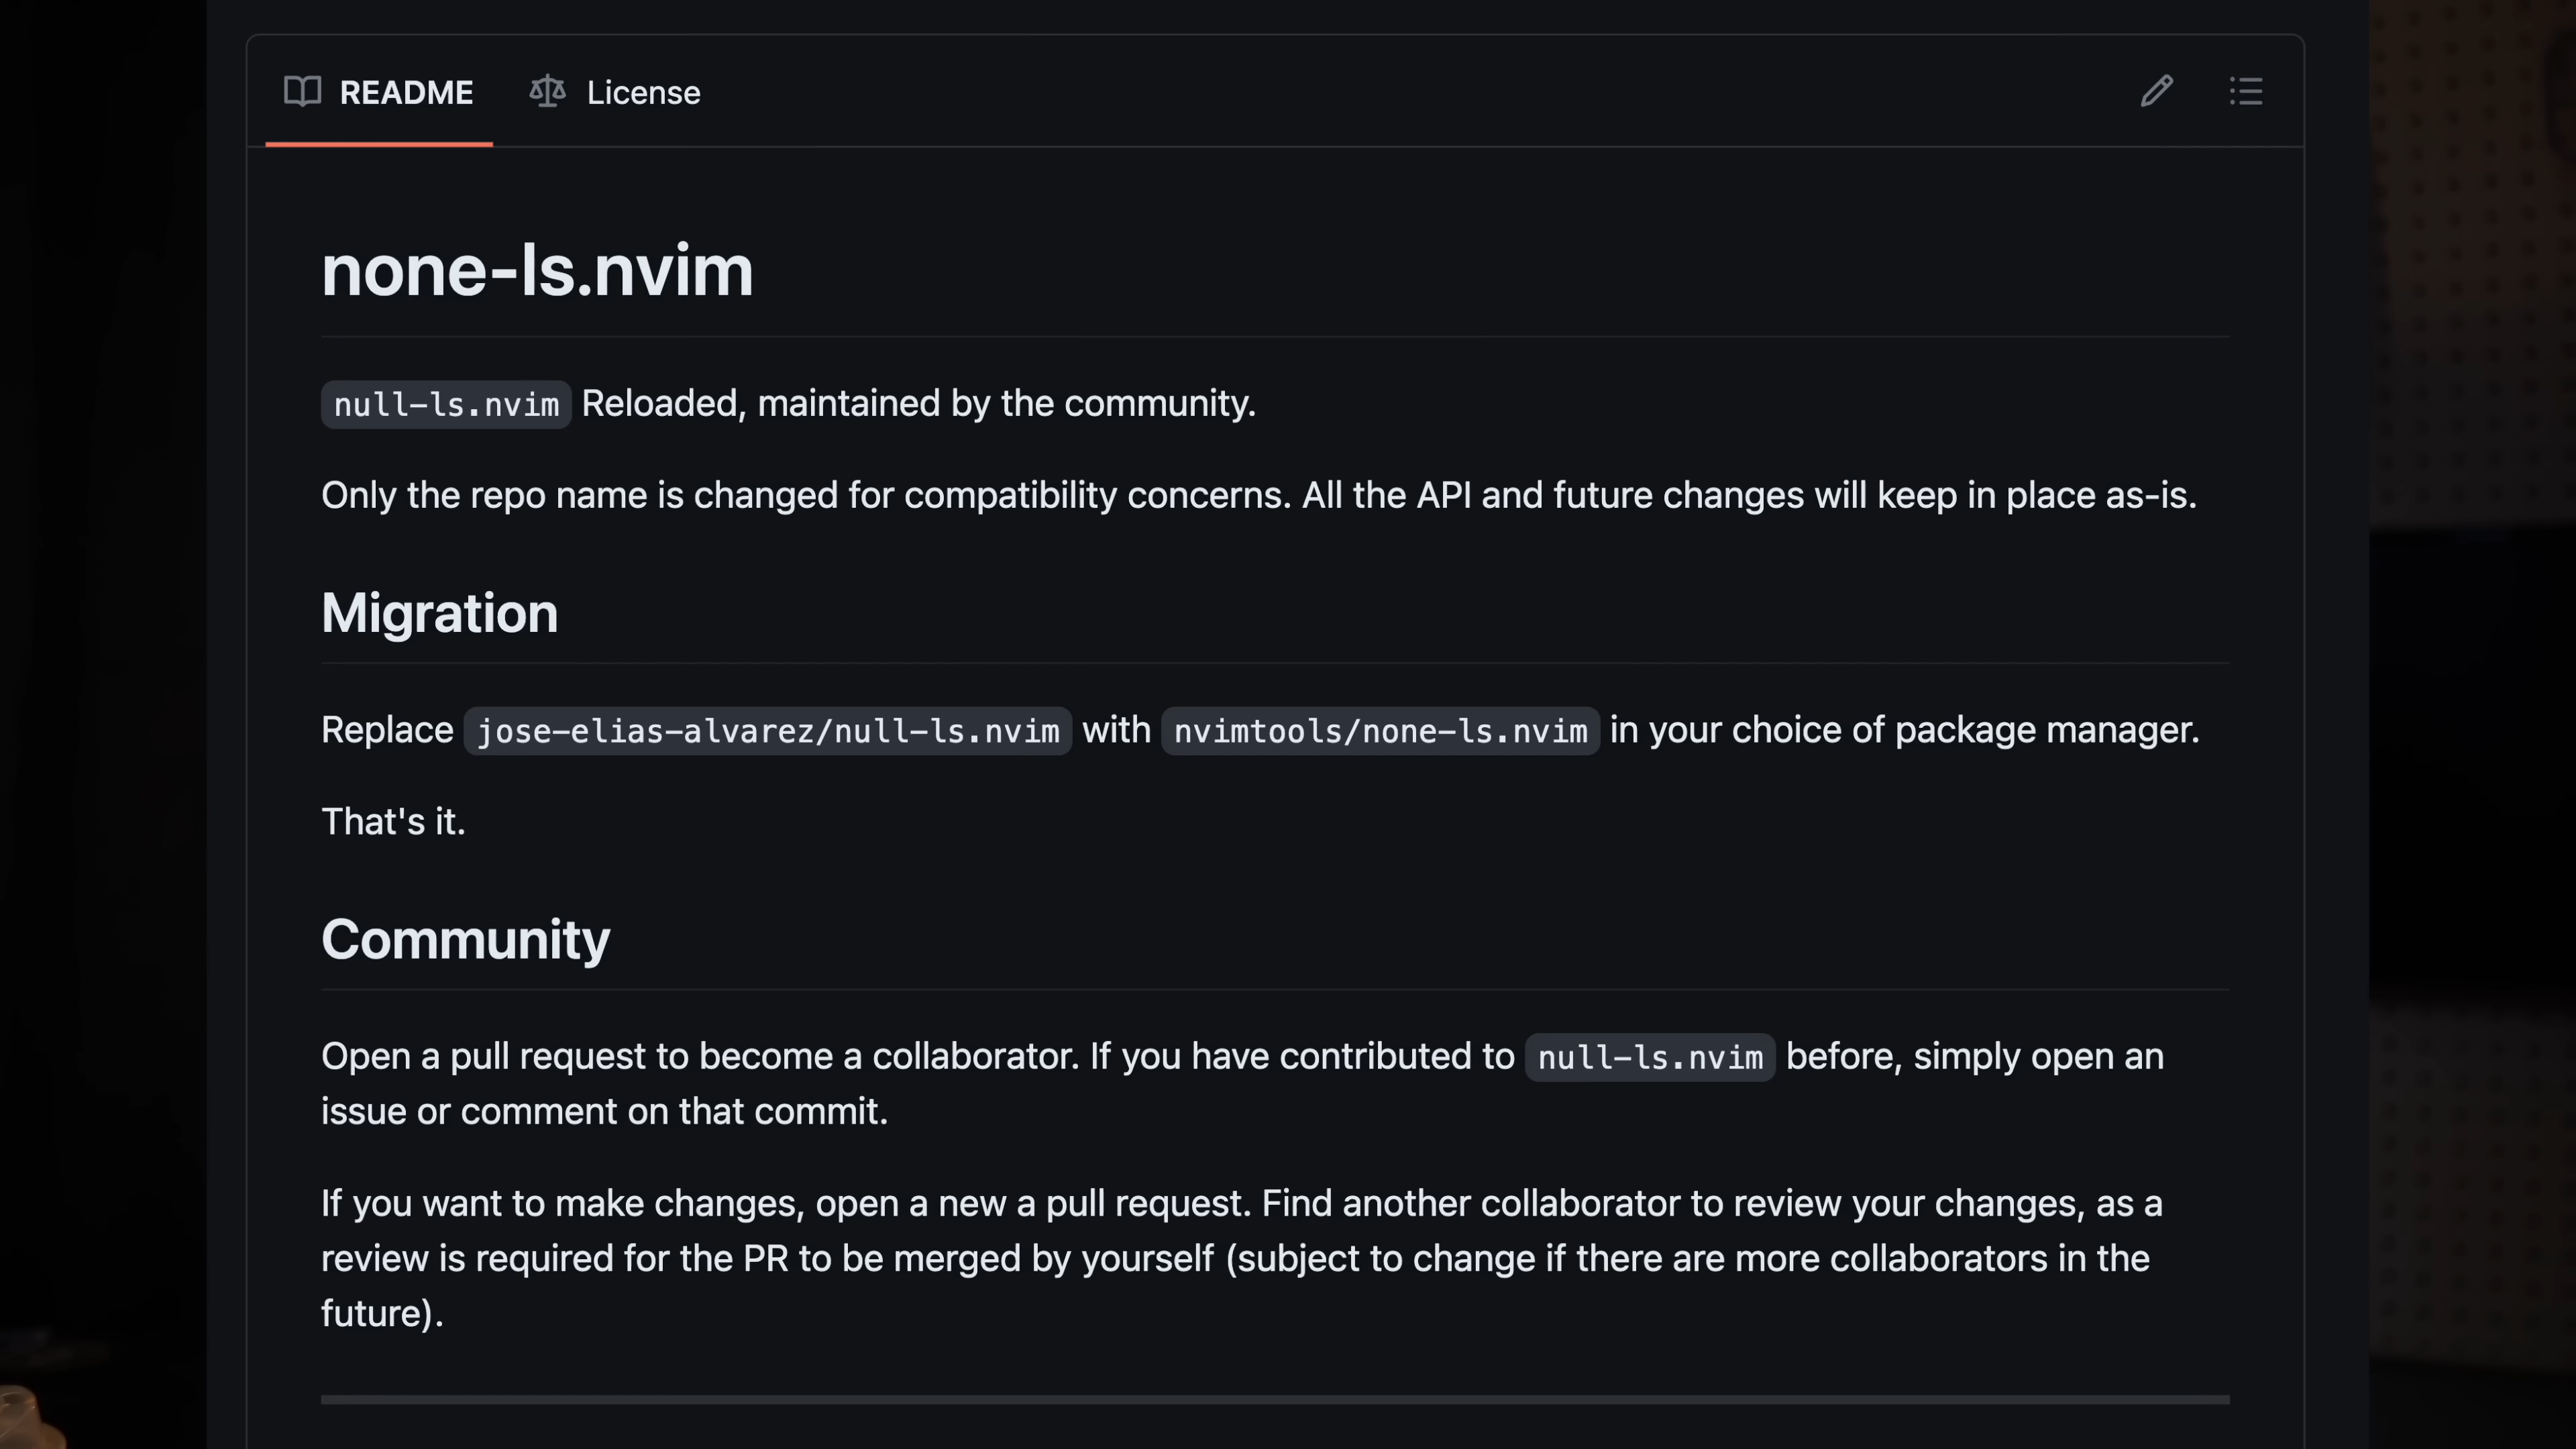 README
License
none-ls.nvim
null-ls.nvim Reloaded, maintained by the community.
Only the repo name is changed for compatibility concerns. All the API and future changes will keep in place as-is.
Migration
Replace jose-elias-alvarez/null-ls.nvim with nvimtools/none-ls.nvim in your choice of package manager.
That's it.
Community
Open a pull request to become a collaborator. If you have contributed to null-ls.nvim before, simply open an
issue or comment on that commit.
If you want to make changes, open a new a pull request. Find another collaborator to review your changes, as a
review is required for the PR to be merged by yourself (subject to change if there are more collaborators in the
future).